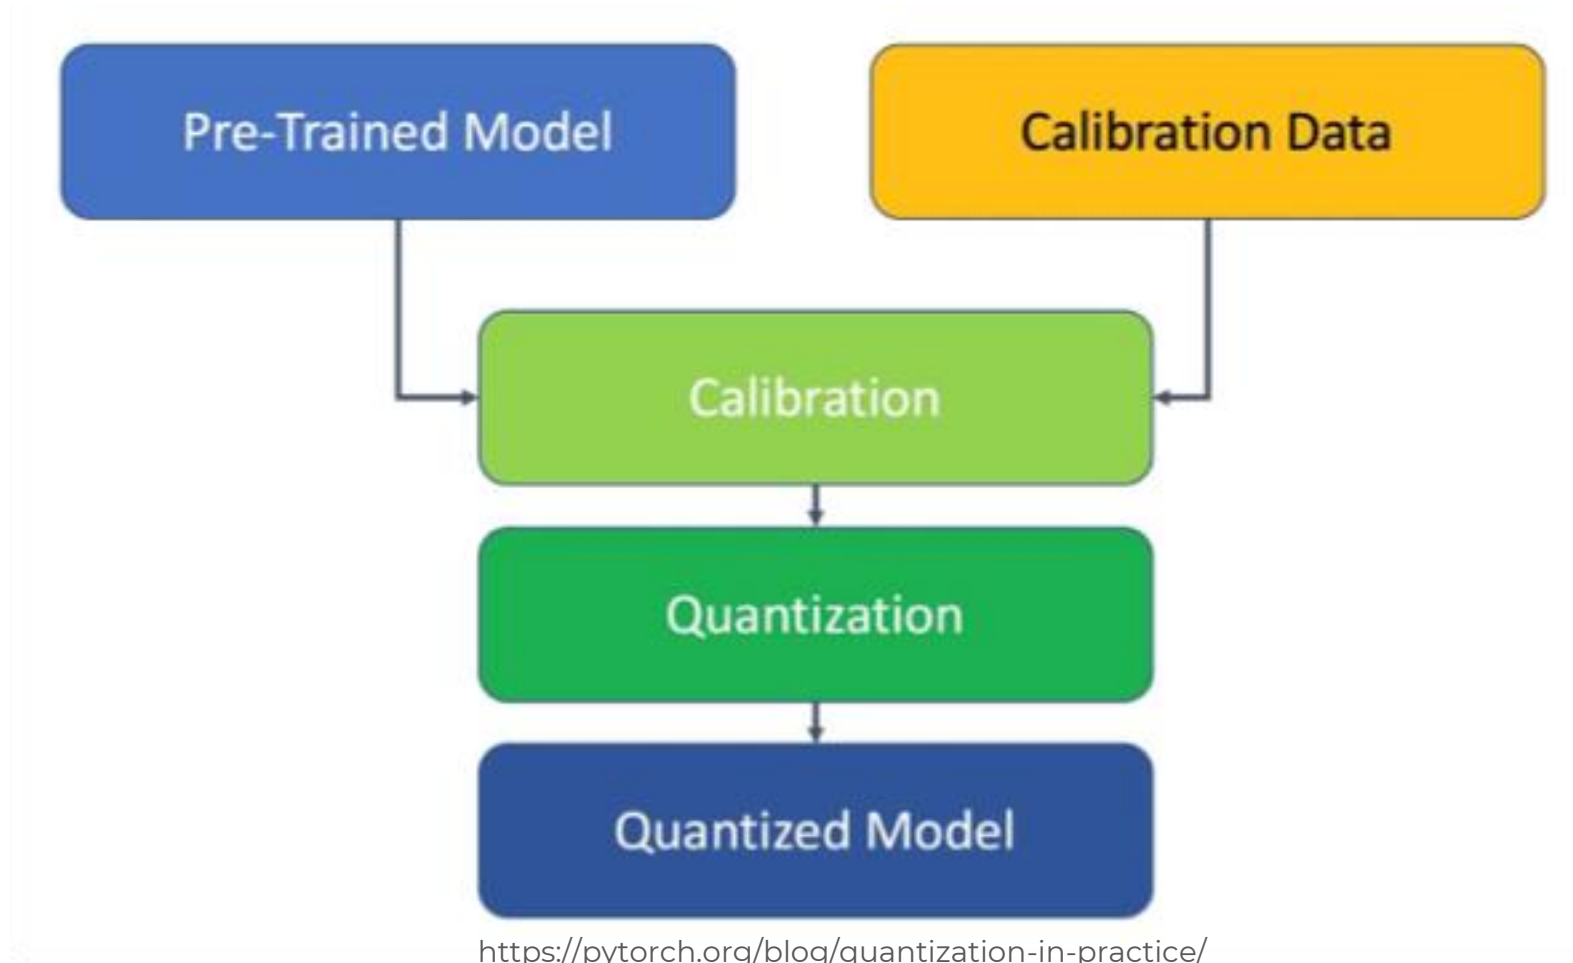 Pre-Trained Model
Calibration Data
Calibration
Quantization
Quantized Model
https://pytorch.org/blog/quantization-in-practice/